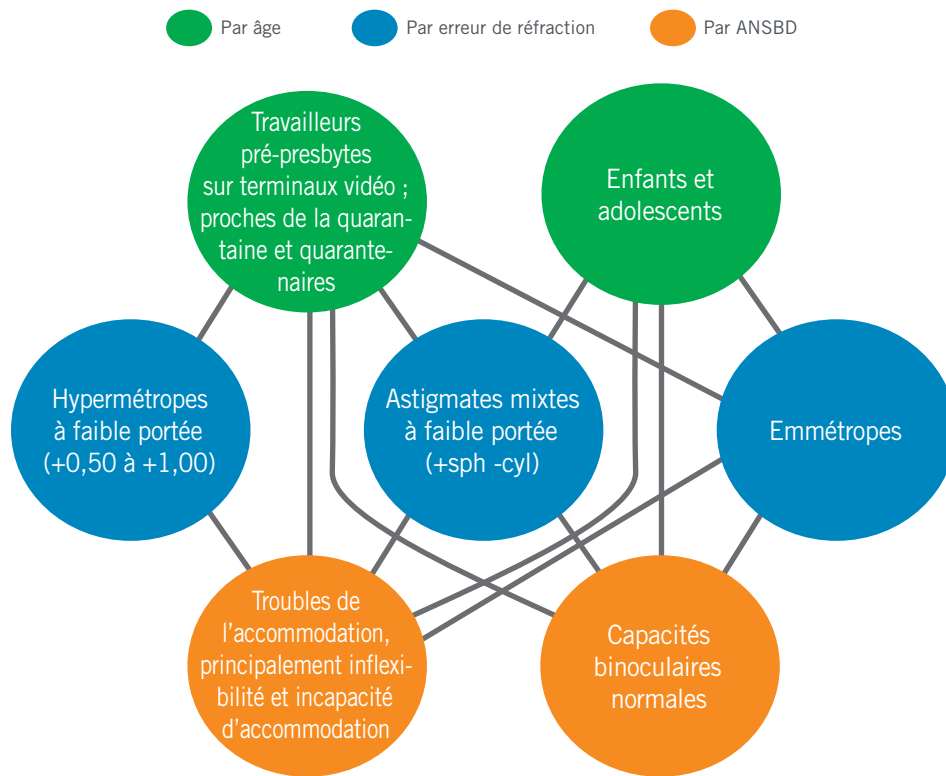 Par âge
Par erreur de réfraction
Par ANSBD
Travailleurs
pré-presbytes
sur terminaux vidéo ;
proches de la quaran-
taine et quarante-
naires
Enfants et
adolescents
Hypermétropes
à faible portée
(+0,50 à +1,00)
Astigmates mixtes
à faible portée
(+sph -cyl)
Emmétropes
Troubles de
l'accommodation,
principalement inflexi-
bilité et incapacité
d'accommodation
Capacités
binoculaires
normales